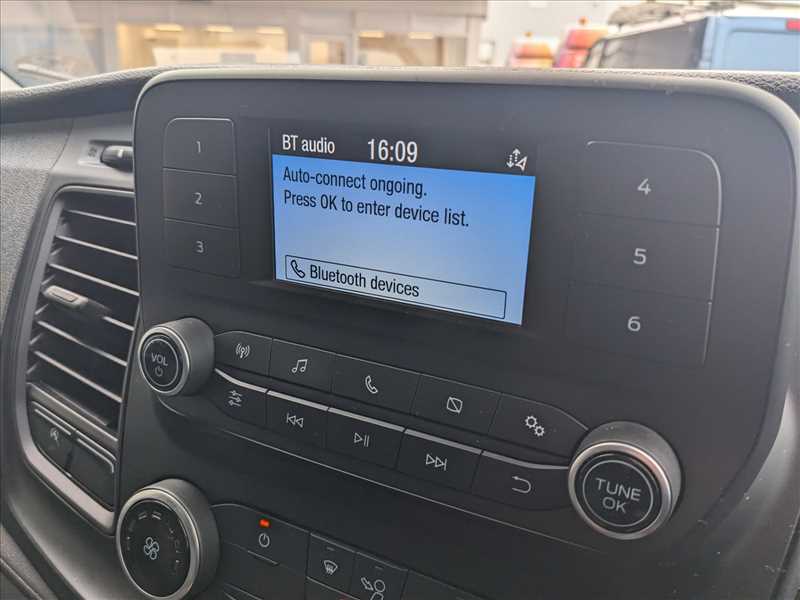 BT audio 16:09
Auto-connect ongoing.
Press OK to enter device list.
Bluetooth devices
1
2
3
4
5
6
VOL
TUNE
OK